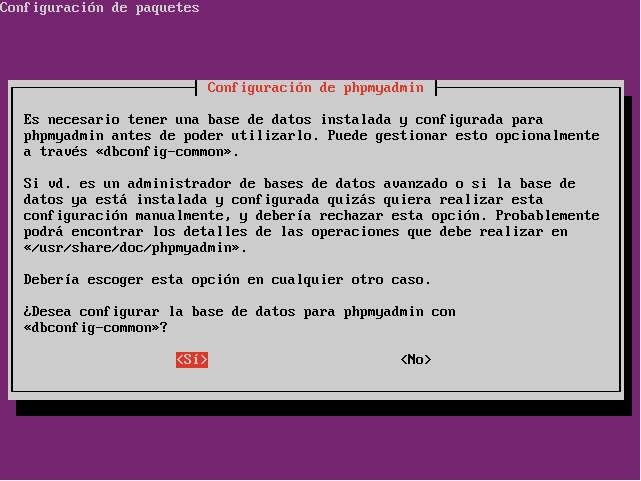 Configuración de paquetes
Configuración de phpmyadmin
Es necesario tener una base de datos instalada y configurada para
phpmyadmin antes de poder utilizarlo. Puede gestionar esto opcionalmente
a través «dbconfig-common».
Si vd. es un administrador de bases de datos avanzado o si la base de
datos ya está instalada y configurada quizás quiera realizar esta
configuración manualmente, y debería rechazar esta opción. Probablemente
podrá encontrar los detalles de las operaciones que debe realizar en
«/usr/share/doc/phpmyadmin».
Debería escoger esta opción en cualquier otro caso.
¿Desea configurar la base de datos para phpmyadmin con
«dbconfig-common»?
<Sí> <No>